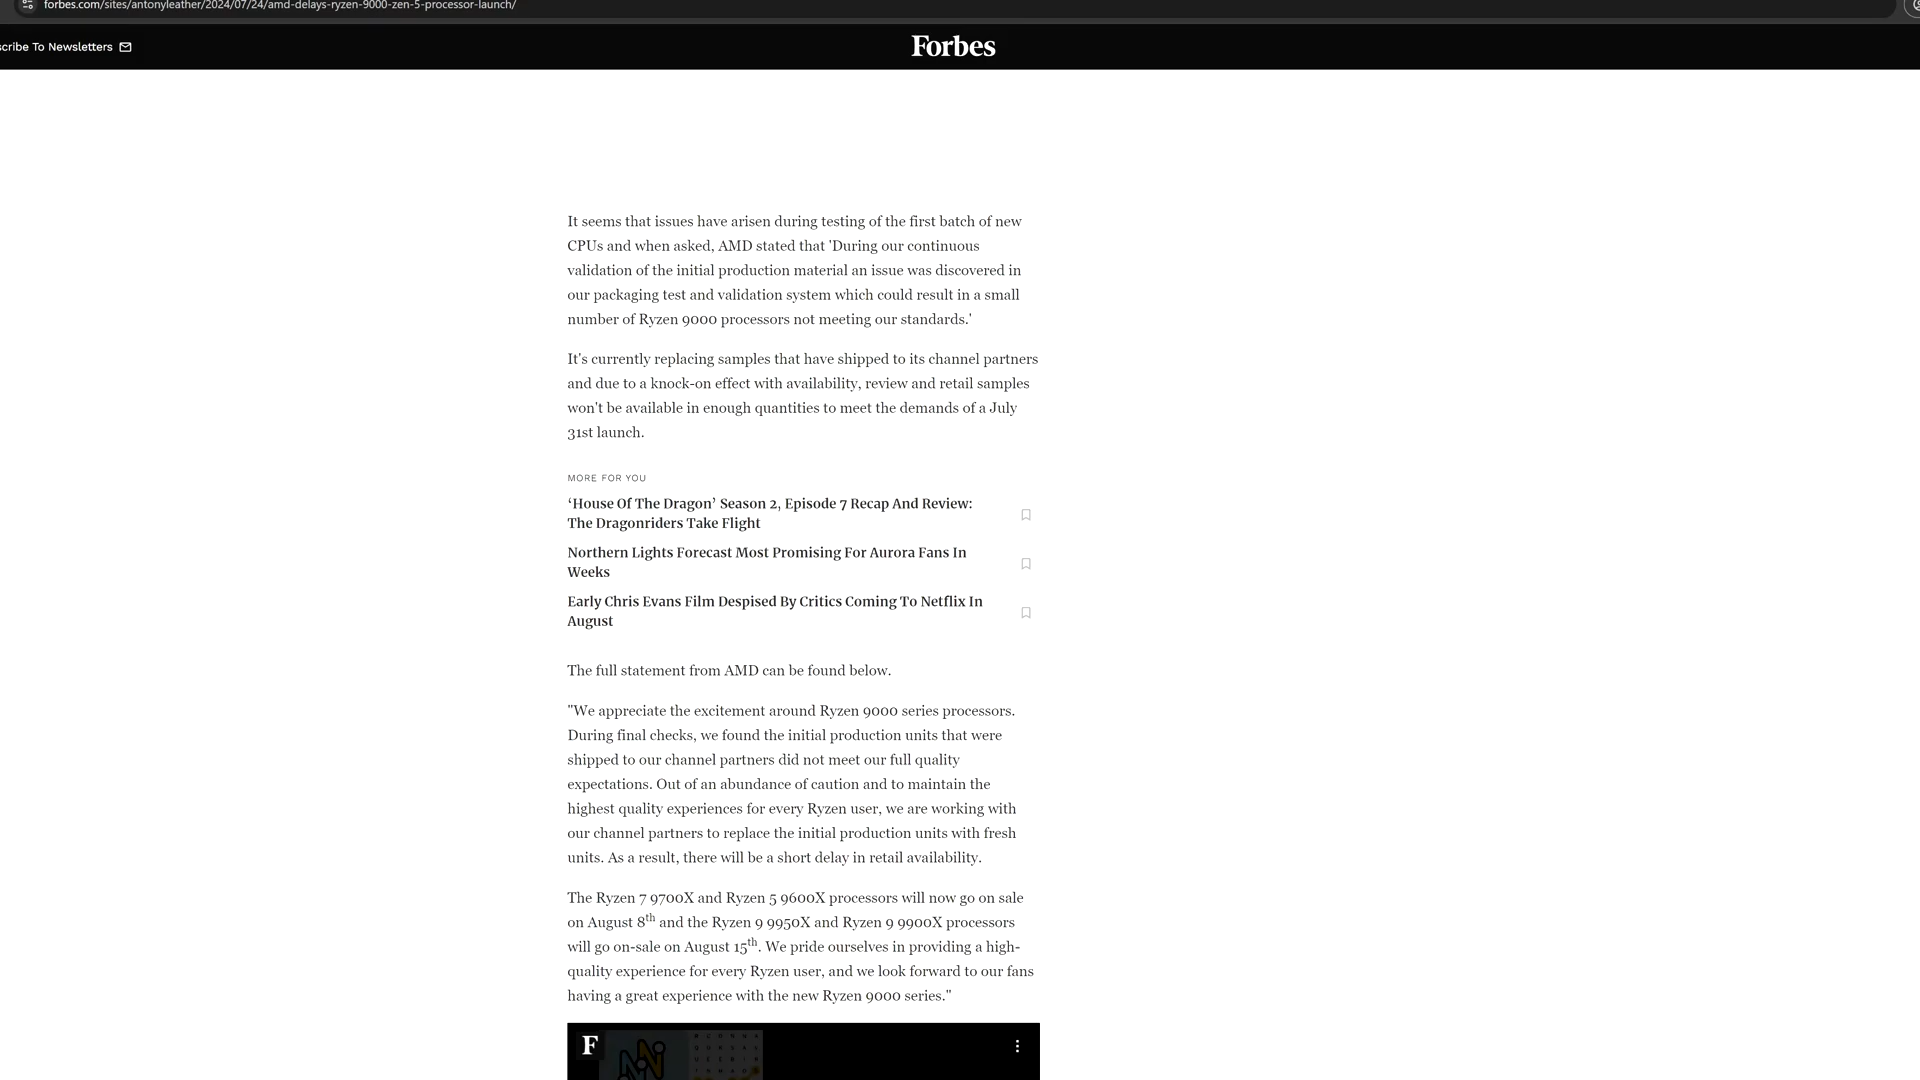 forbes.com/sites/antonyleather/2024/07/24/amd-delays-ryzen-9000-zen-5-processor-launch/
scribe To Newsletters
Forbes
It seems that issues have arisen during testing of the first batch of new
CPUs and when asked, AMD stated that 'During our continuous
validation of the initial production material an issue was discovered in
our packaging test and validation system which could result in a small
number of Ryzen 9000 processors not meeting our standards.'
It's currently replacing samples that have shipped to its channel partners
and due to a knock-on effect with availability, review and retail samples
won't be available in enough quantities to meet the demands of a July
31st launch.
MORE FOR YOU
‘House Of The Dragon’ Season 2, Episode 7 Recap And Review:
The Dragonriders Take Flight
Northern Lights Forecast Most Promising For Aurora Fans In
Weeks
Early Chris Evans Film Despised By Critics Coming To Netflix In
August
The full statement from AMD can be found below.
"We appreciate the excitement around Ryzen 9000 series processors.
During final checks, we found the initial production units that were
shipped to our channel partners did not meet our full quality
expectations. Out of an abundance of caution and to maintain the
highest quality experiences for every Ryzen user, we are working with
our channel partners to replace the initial production units with fresh
units. As a result, there will be a short delay in retail availability.
The Ryzen 7 9700X and Ryzen 5 9600X processors will now go on sale
on August 8th and the Ryzen 9 9950X and Ryzen 9 9900X processors
will go on-sale on August 15th. We pride ourselves in providing a high-
quality experience for every Ryzen user, and we look forward to our fans
having a great experience with the new Ryzen 9000 series."
F